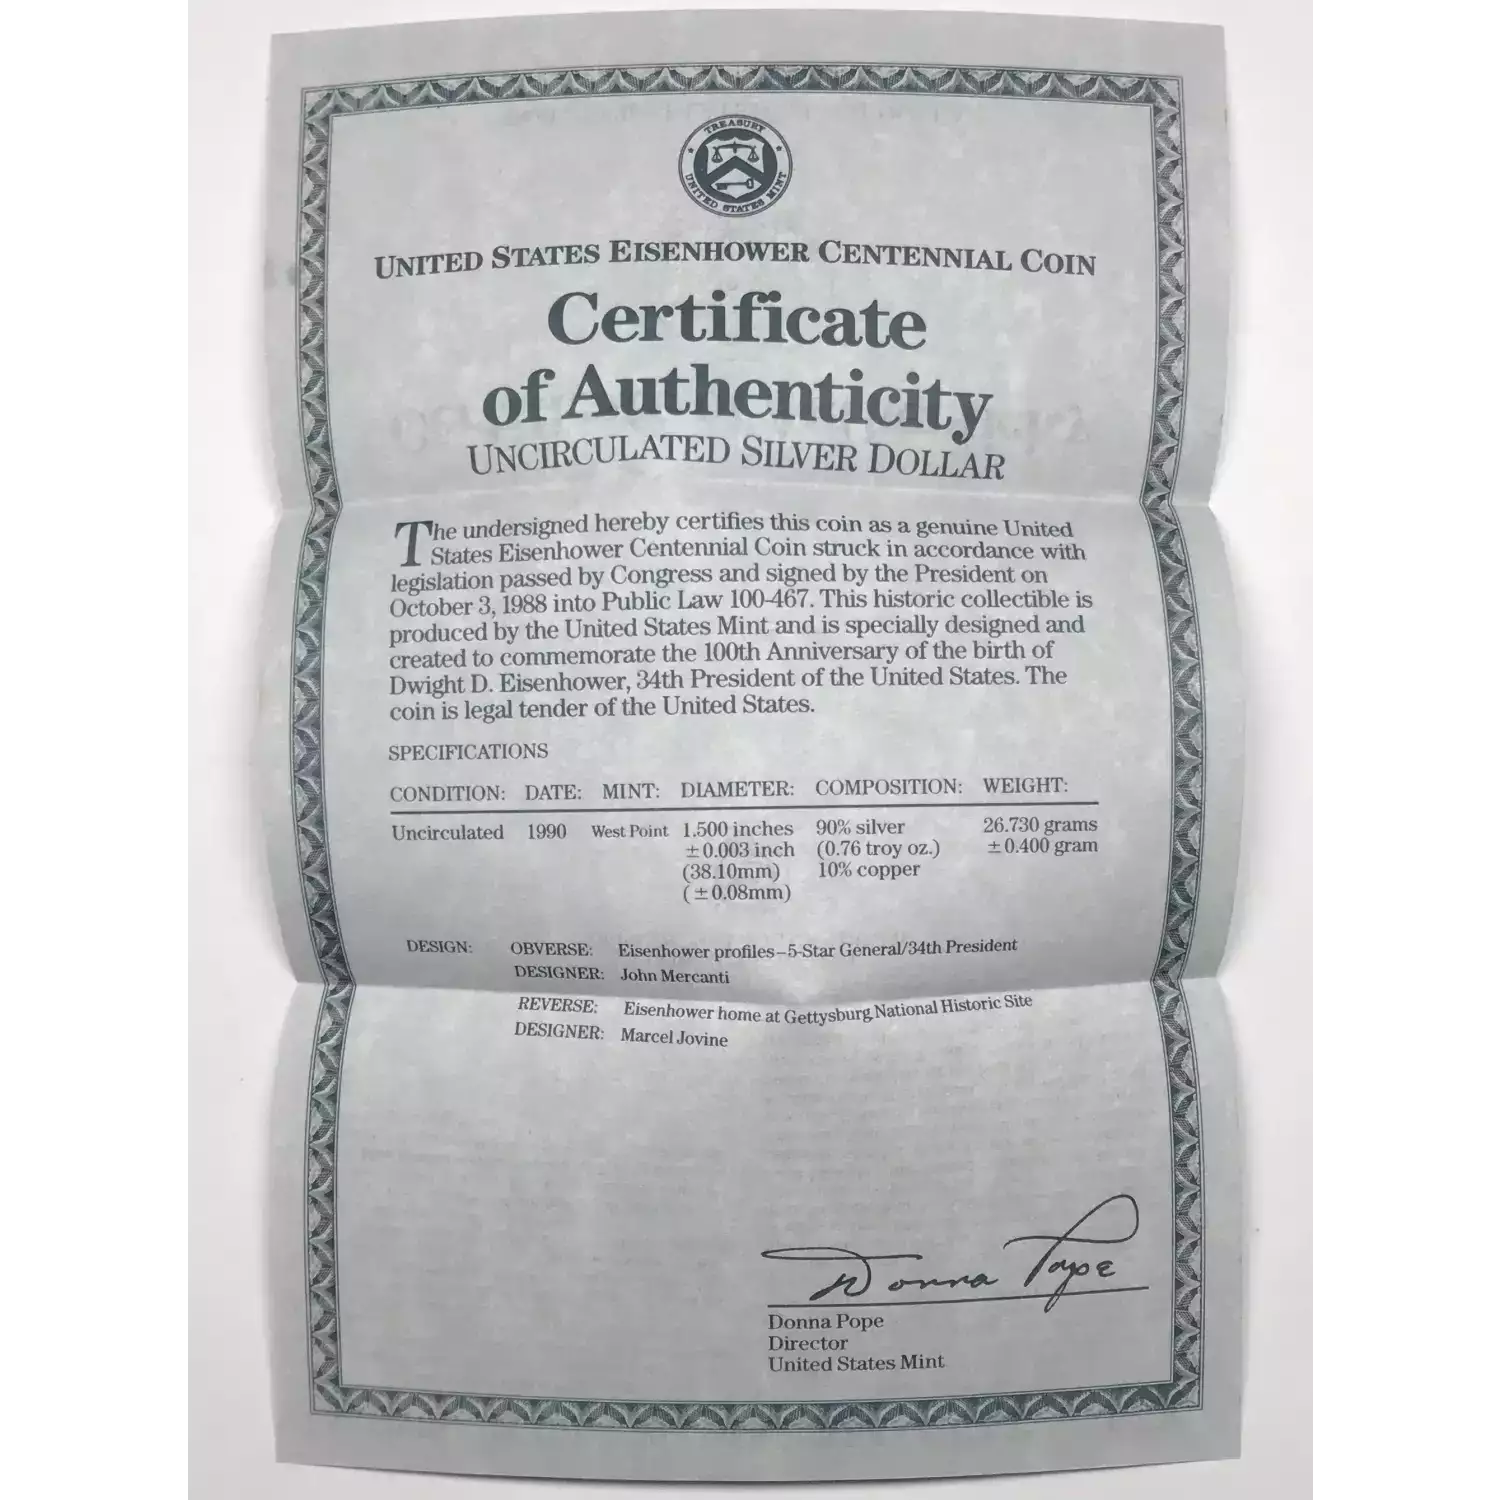 TREASURY
UNITED STATES MINT
UNITED STATES EISENHOWER CENTENNIAL COIN
Certificate
of Authenticity
UNCIRCULATED SILVER DOLLAR
The undersigned hereby certifies this coin as a genuine United
States Eisenhower Centennial Coin struck in accordance with
legislation passed by Congress and signed by the President on
October 3, 1988 into Public Law 100-467. This historic collectible is
produced by the United States Mint and is specially designed and
created to commemorate the 100th Anniversary of the birth of
Dwight D. Eisenhower, 34th President of the United States. The
coin is legal tender of the United States.
SPECIFICATIONS
CONDITION: DATE: MINT: DIAMETER: COMPOSITION: WEIGHT:
Uncirculated 1990 West Point 1.500 inches 90% silver 26.730 grams
±0.003 inch (0.76 troy oz.) ±0.400 gram
(38.10mm) 10% copper
(±0.08mm)
DESIGN: OBVERSE: Eisenhower profiles–5-Star General/34th President
DESIGNER: John Mercanti
REVERSE: Eisenhower home at Gettysburg National Historic Site
DESIGNER: Marcel Jovine
Donna Pope
Donna Pope
Director
United States Mint